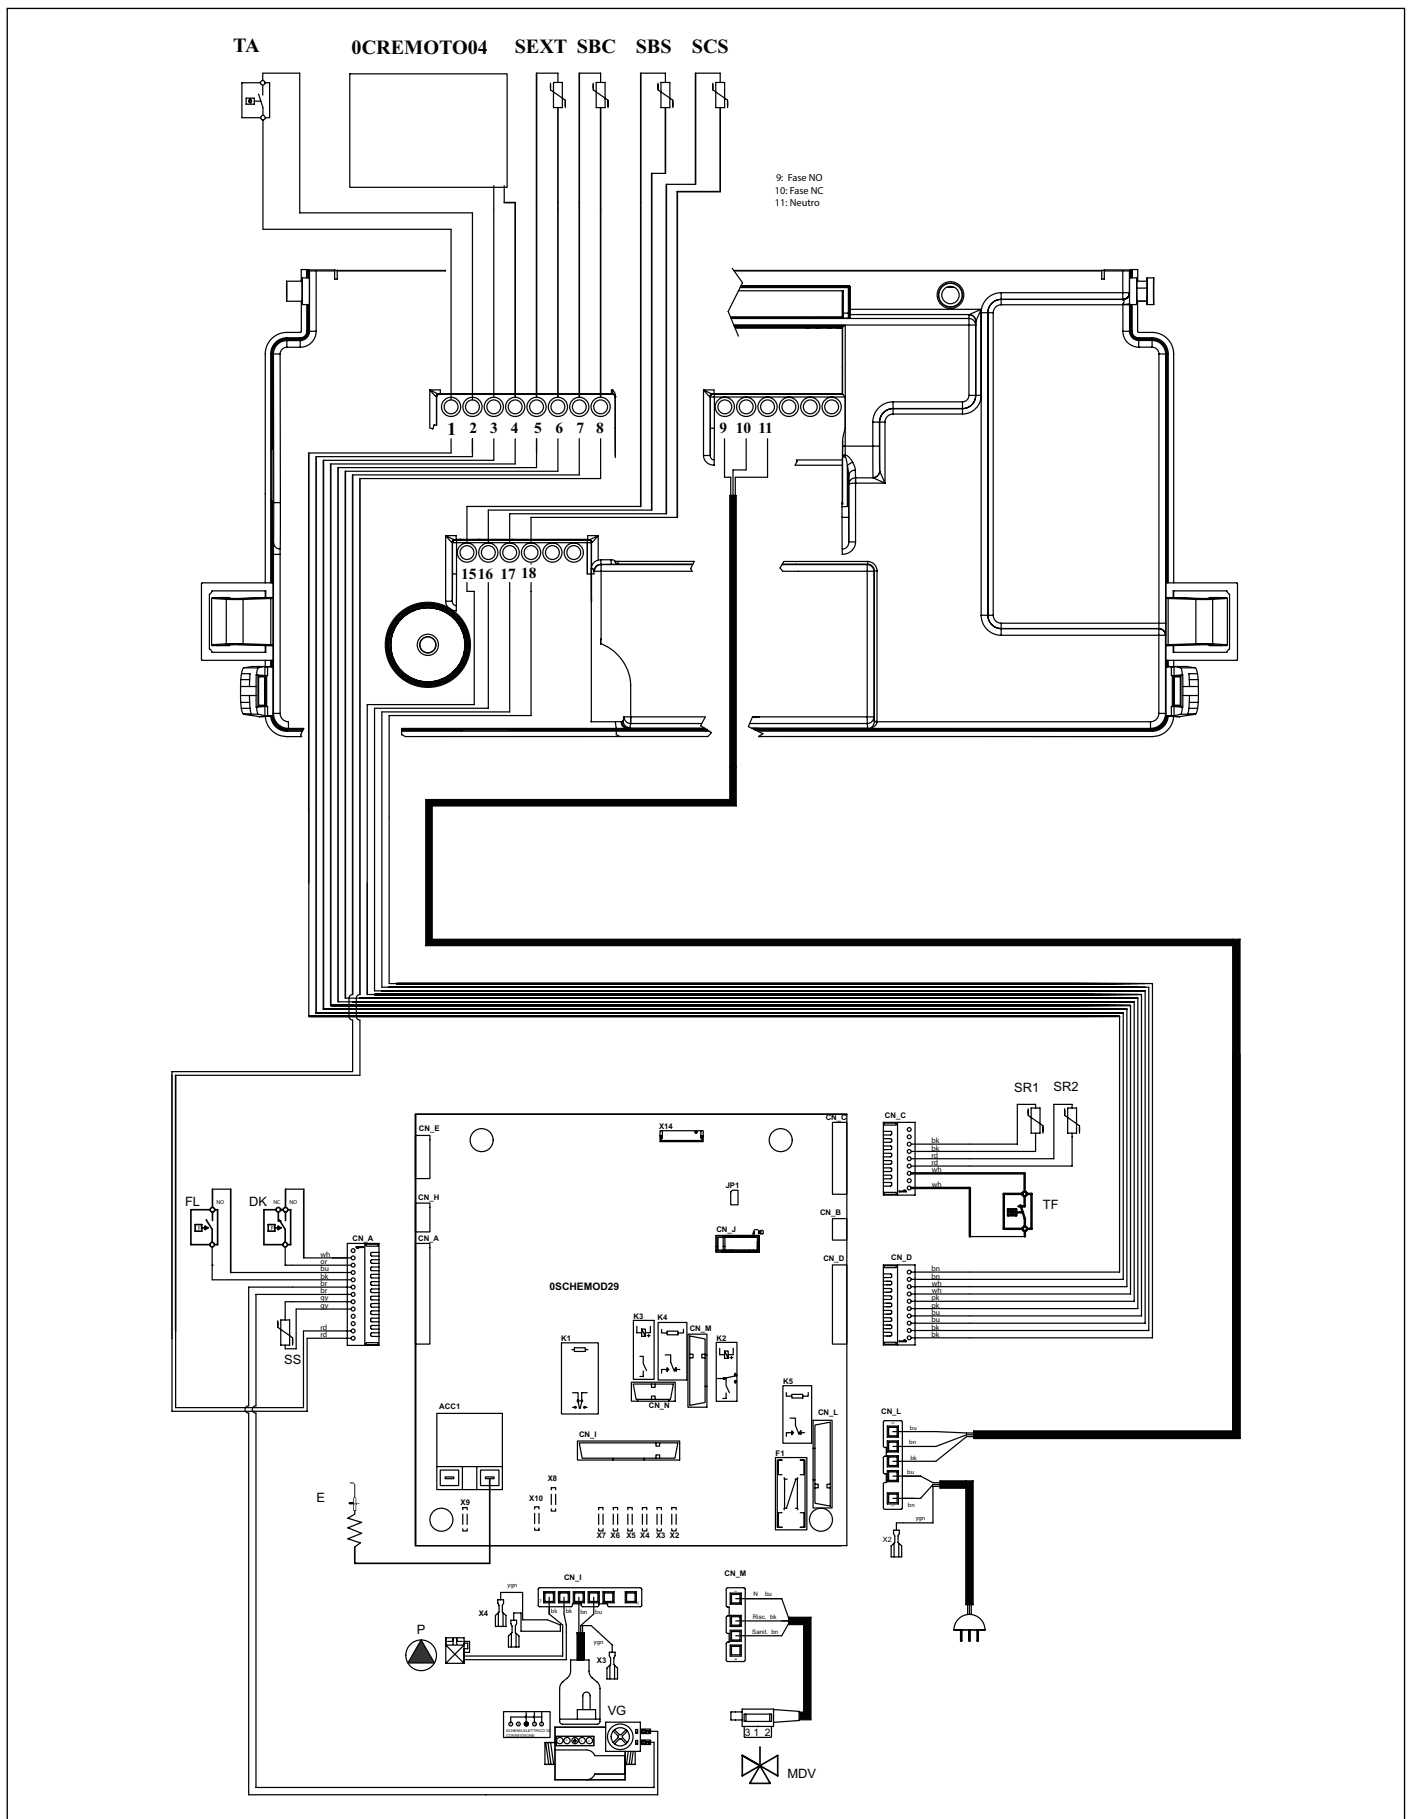 TA 0CREMOTO04 SEXT SBC SBS SCS
9: Fase NO
10: Fase NC
11: Neutro
1 2 3 4 5 6 7 8
9 10 11
15 16 17 18
SR1 SR2
CN_C
bk
bk
rd
rd
wh
wh
TF
CN_E
X14
CN_C
CN_H
JP1
CN_B
CN_J
CN_A
CN_D
0SCHEMOD29
FL NO
DK NC NO
CN_A
wh
or
bu
bk
br
br
gy
gy
rd
rd
SS
CN_D
bn
bn
wh
wh
pk
pk
bu
bu
bk
bk
K1
K3 K4
CN_M
K2
CN_N
K5
ACC1
CN_I
CN_L
F1
CN_L
bu
bn
bk
bu
bn
ygn
X2
E
X8
X9
X10
X7 X6 X5 X4 X3 X2
CN_I
ygn
X4
bk bk bn bu
P
ygn
X3
VG
SCHEMA ELETTRICO DI
CONNESSIONE
CN_M
N bu
Risc. bk
Sanit. bn
3 1 2
MDV